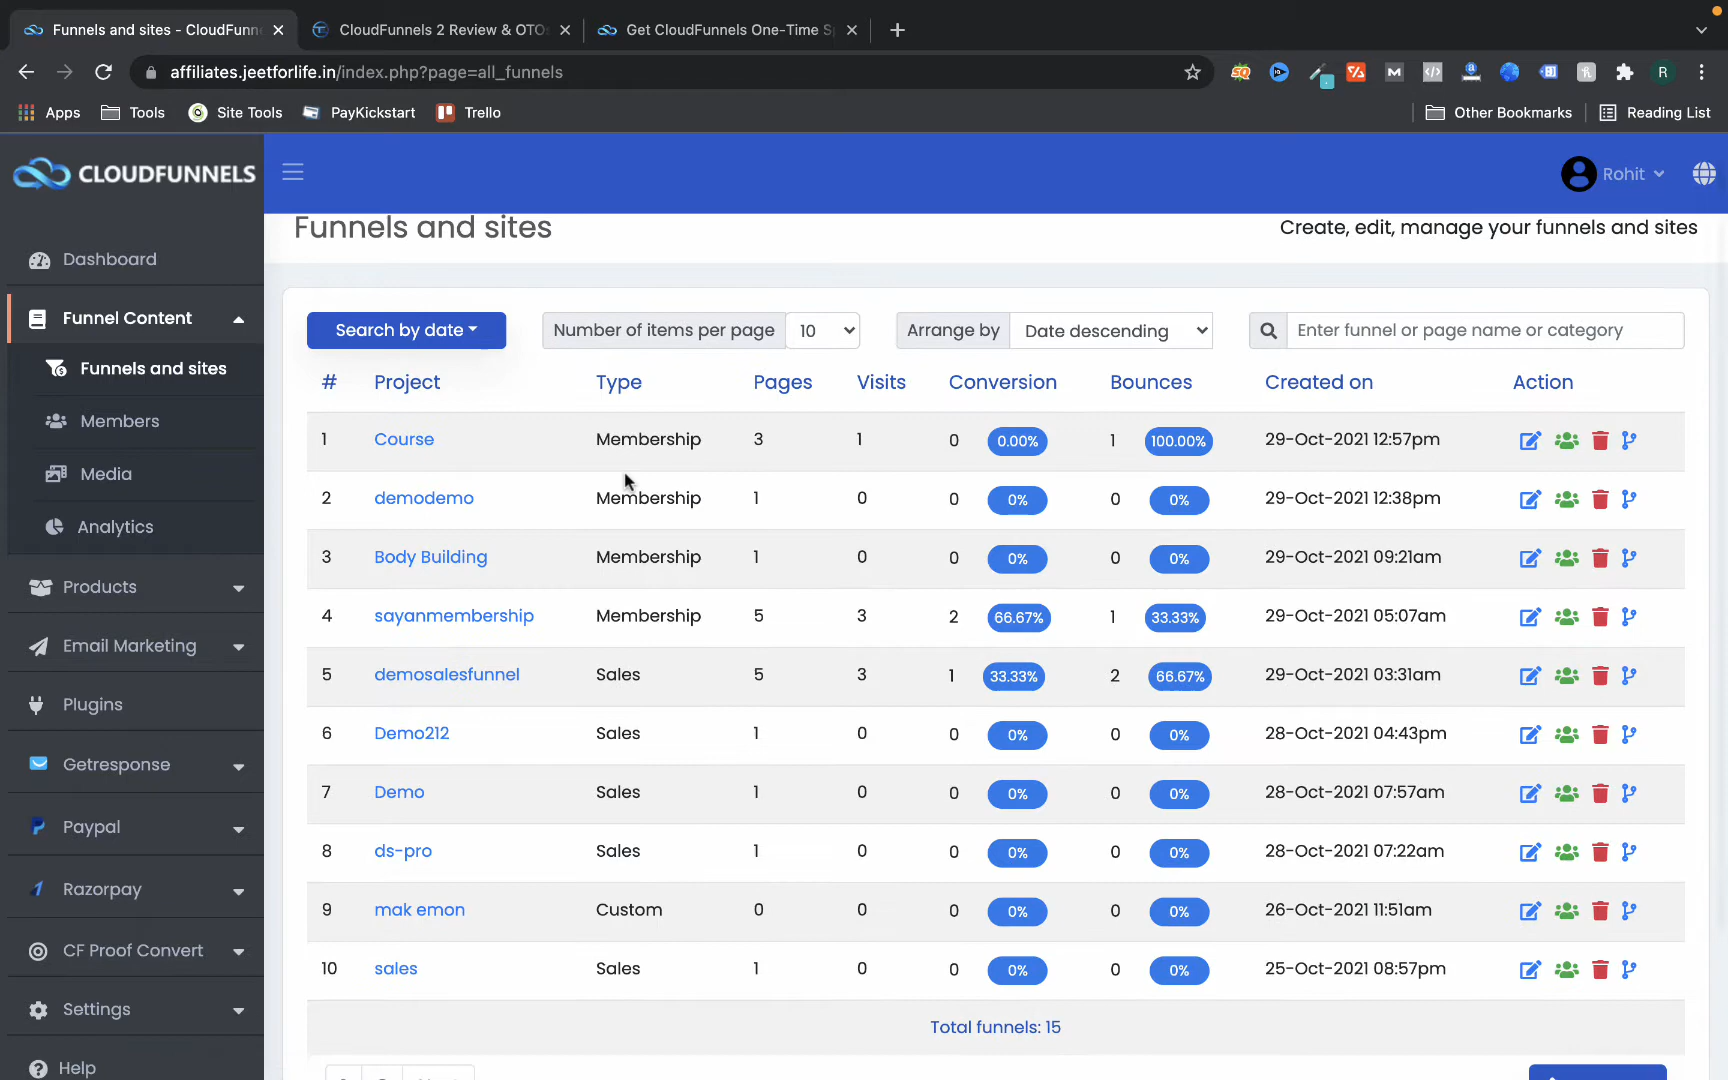 Funnels and sites - CloudFunn
CloudFunnels 2 Review & OTO
Get CloudFunnels One-Time S
affiliates.jeetforlife.in/index.php?page=all_funnels
R
Apps
Tools
Site Tools
PayKickstart
Trello
Other Bookmarks
Reading List
CLOUDFUNNELS
Rohit
Dashboard
Funnel Content
Funnels and sites
Members
Media
Analytics
Products
Email Marketing
Plugins
Getresponse
Paypal
Razorpay
CF Proof Convert
Settings
Help
Funnels and sites
Create, edit, manage your funnels and sites
Search by date
Number of items per page 10
Arrange by Date descending
Enter funnel or page name or category
# Project Type Pages Visits Conversion Bounces Created on Action
1 Course Membership 3 1 0 0.00% 1 100.00% 29-Oct-2021 12:57pm
2 demodemo Membership 1 0 0 0% 0 0% 29-Oct-2021 12:38pm
3 Body Building Membership 1 0 0 0% 0 0% 29-Oct-2021 09:21am
4 sayanmembership Membership 5 3 2 66.67% 1 33.33% 29-Oct-2021 05:07am
5 demosalesfunnel Sales 5 3 1 33.33% 2 66.67% 29-Oct-2021 03:31am
6 Demo212 Sales 1 0 0 0% 0 0% 28-Oct-2021 04:43pm
7 Demo Sales 1 0 0 0% 0 0% 28-Oct-2021 07:57am
8 ds-pro Sales 1 0 0 0% 0 0% 28-Oct-2021 07:22am
9 mak emon Custom 0 0 0 0% 0 0% 26-Oct-2021 11:51am
10 sales Sales 1 0 0 0% 0 0% 25-Oct-2021 08:57pm
Total funnels: 15